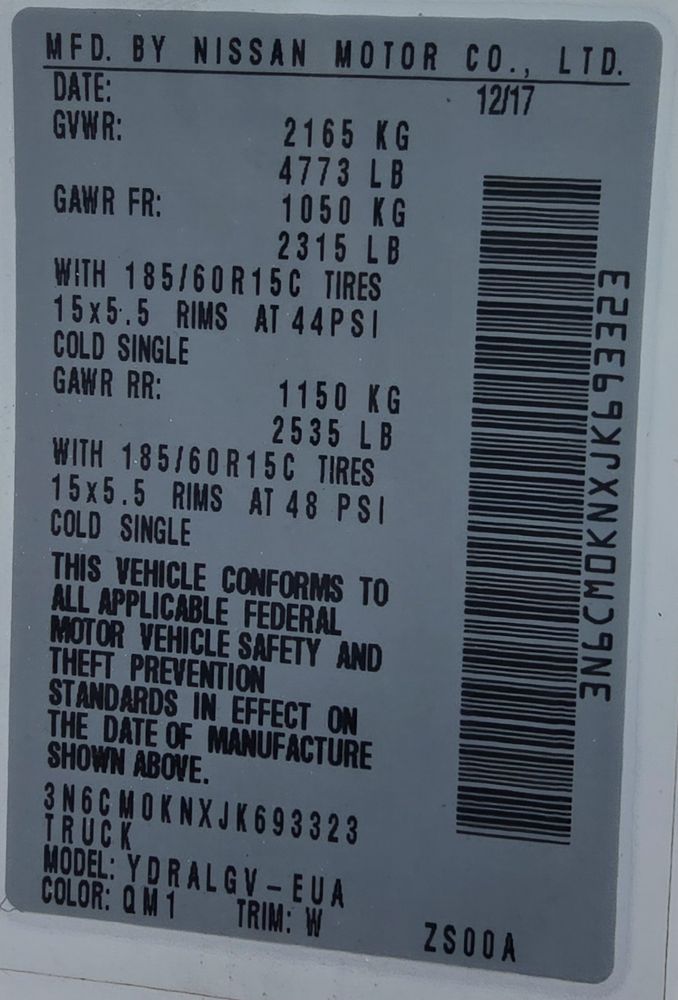 MFD. BY NISSAN MOTOR CO., LTD.
DATE: 12/17
GVWR: 2165 KG
4773 LB
GAWR FR: 1050 KG
2315 LB
WITH 185/60R15C TIRES
15x5.5 RIMS AT 44PSI
COLD SINGLE
GAWR RR: 1150 KG
2535 LB
WITH 185/60R15C TIRES
15x5.5 RIMS AT 48 PSI
COLD SINGLE
THIS VEHICLE CONFORMS TO
ALL APPLICABLE FEDERAL
MOTOR VEHICLE SAFETY AND
THEFT PREVENTION
STANDARDS IN EFFECT ON
THE DATE OF MANUFACTURE
SHOWN ABOVE.
3N6CM0KNXJK693323
TRUCK
MODEL: YDRALGV-EUA
COLOR: QM1 TRIM: W ZS00A
3N6CM0KNXJK693323